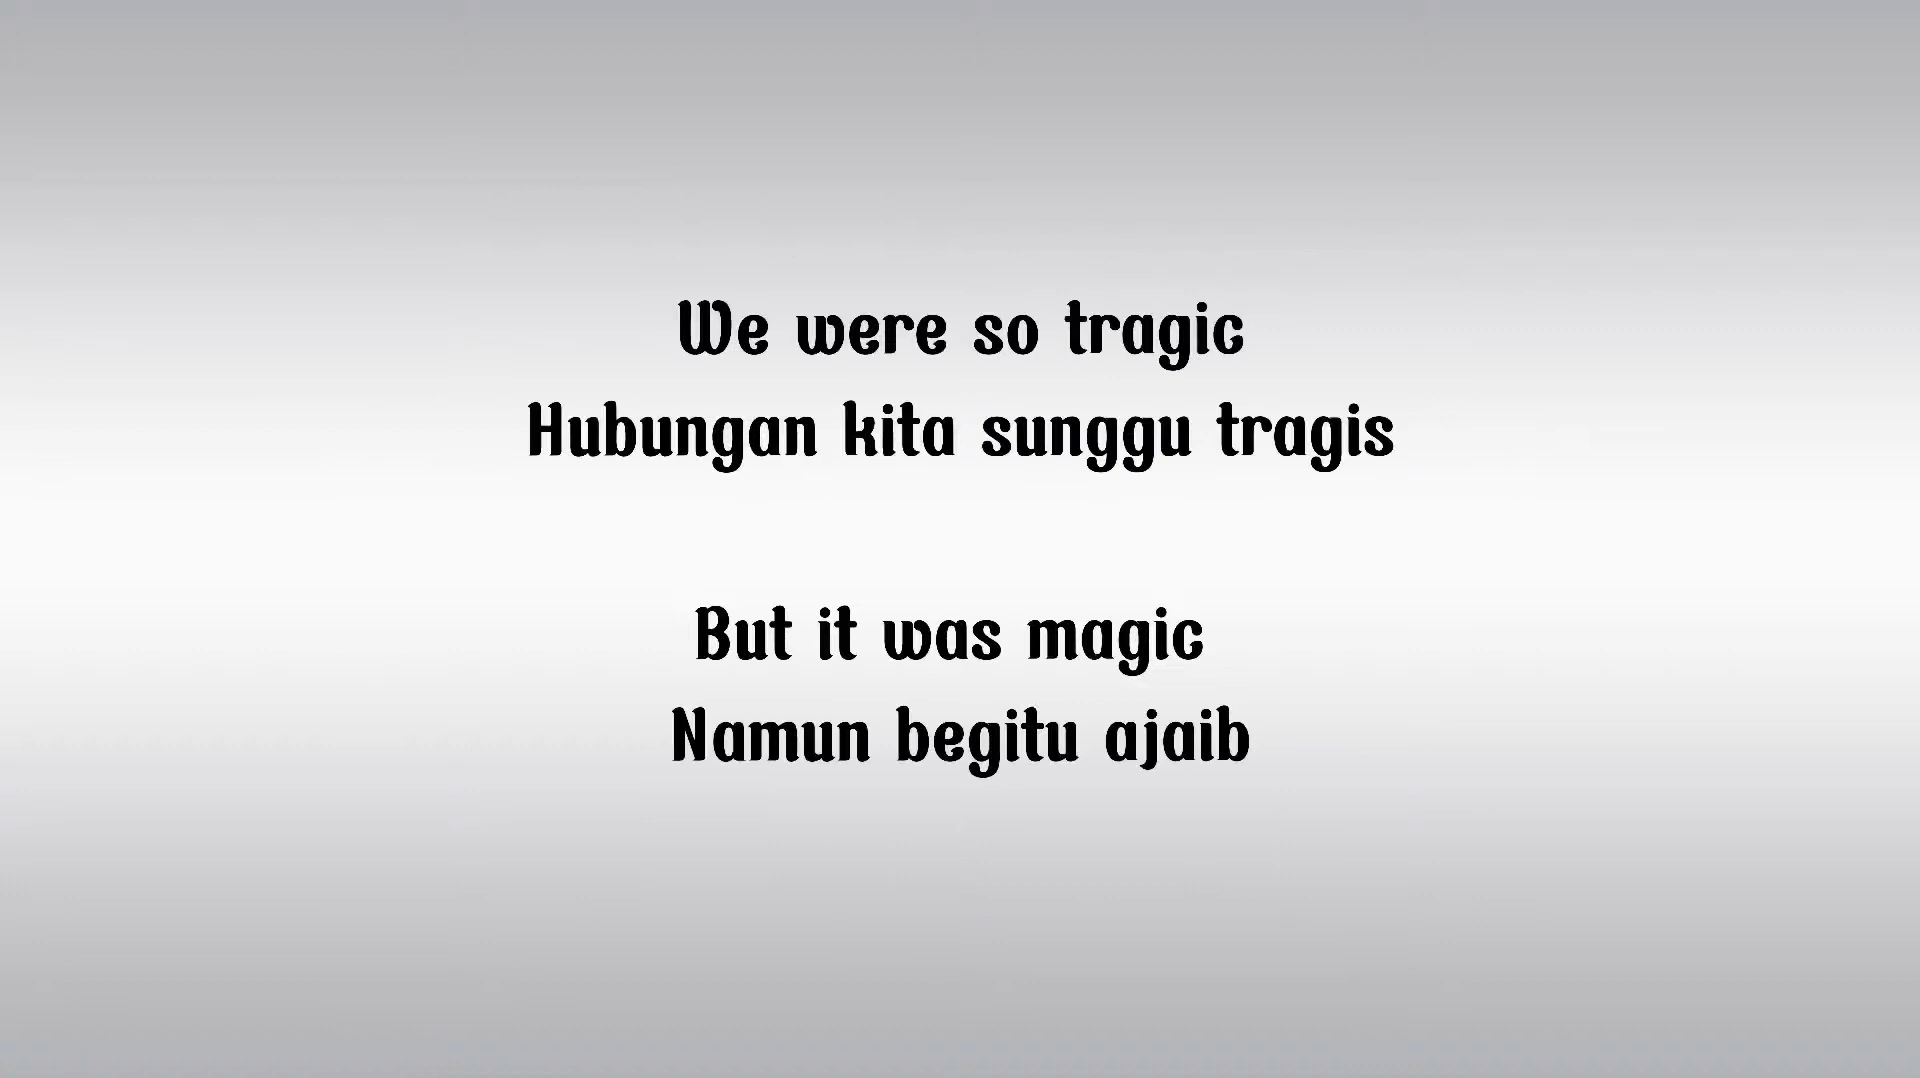 We were so tragic
Hubungan kita sunggu tragis
But it was magic
Namun begitu ajaib